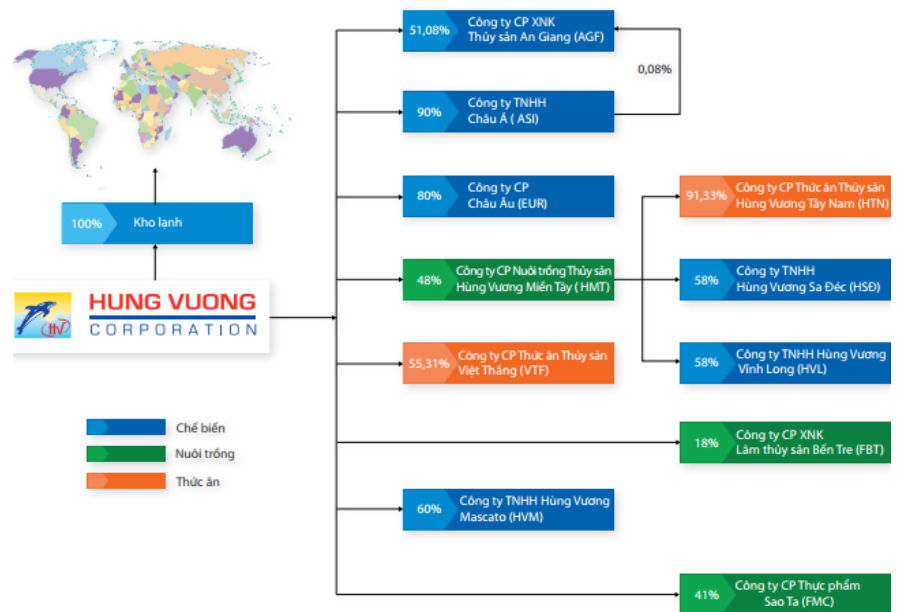 51,08%
Công ty CP XNK
Thủy sản An Giang (AGF)
0,08%
90%
Công ty TNHH
Châu Á ( ASI)
80%
Công ty CP
Châu Âu (EUR)
91,33%
Công ty CP Thức ăn Thủy sản
Hùng Vương Tây Nam (HTN)
100%
Kho lạnh
48%
Công ty CP Nuôi trồng Thủy sản
Hùng Vương Miền Tây ( HMT)
58%
Công ty TNHH
Hùng Vương Sa Đéc (HSĐ)
HV
HUNG VUONG
CORPORATION
55,31%
Công ty CP Thức ăn Thủy sản
Việt Thắng (VTF)
58%
Công ty TNHH Hùng Vương
Vĩnh Long (HVL)
Chế biến
Nuôi trồng
Thức ăn
18%
Công ty CP XNK
Lâm thủy sản Bến Tre (FBT)
60%
Công ty TNHH Hùng Vương
Mascato (HVM)
41%
Công ty CP Thực phẩm
Sao Ta (FMC)